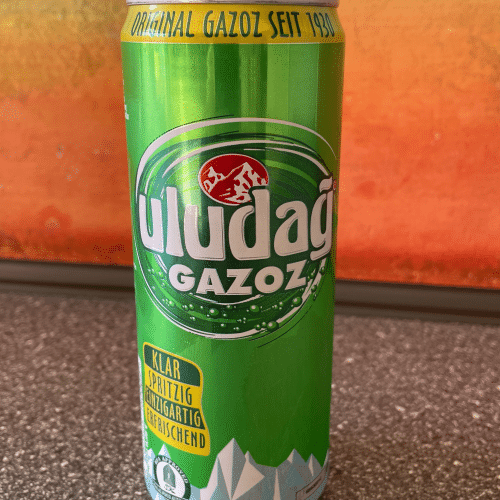 ORIGINAL GAZOZ SEIT 1930
uludağ
GAZOZ
KLAR
SPRITZIG
EINZIGARTIG
ERFRISCHEND